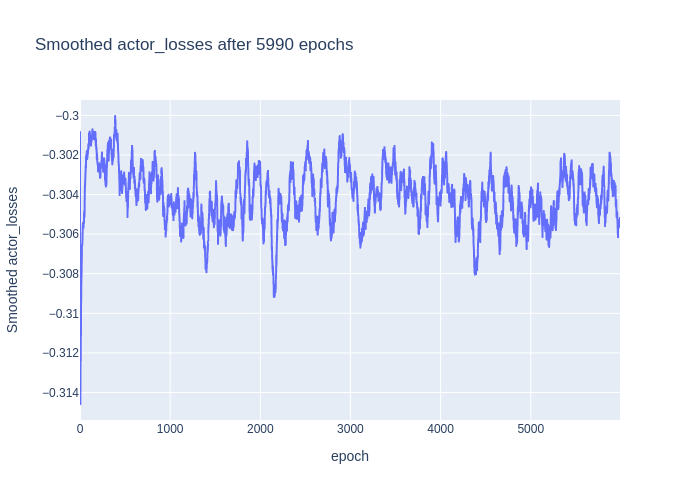 Smoothed actor_losses after 5990 epochs
Smoothed actor_losses
−0.3
−0.302
−0.304
−0.306
−0.308
−0.31
−0.312
−0.314
0 1000 2000 3000 4000 5000
epoch